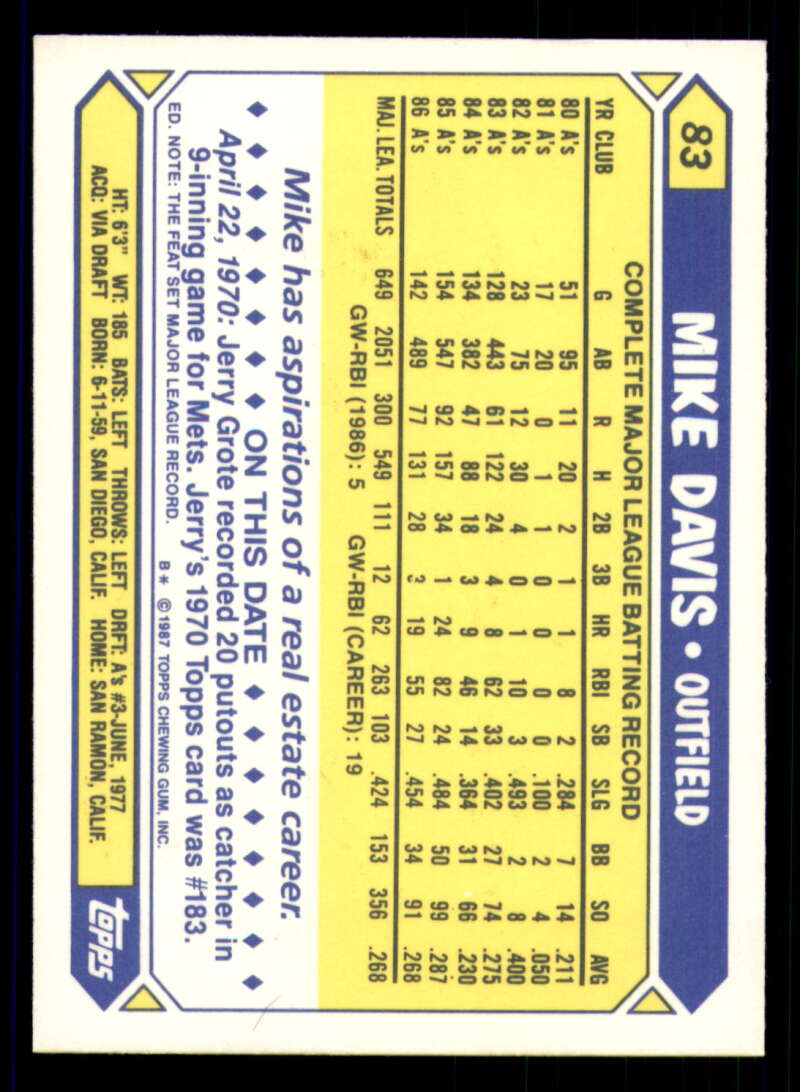 83 MIKE DAVIS • OUTFIELD
COMPLETE MAJOR LEAGUE BATTING RECORD
YR CLUB G AB R H 2B 3B HR RBI SB SLG BB SO AVG
80 A's 51 95 11 20 2 1 1 8 2 .284 7 14 .211
81 A's 17 20 0 1 1 0 0 0 0 .100 2 4 .050
82 A's 23 75 12 30 4 0 1 10 3 .493 2 8 .400
83 A's 128 443 61 122 24 4 8 62 33 .402 27 74 .275
84 A's 134 382 47 88 18 3 9 46 14 .364 31 66 .230
85 A's 154 547 92 157 34 1 24 82 24 .484 50 99 .287
86 A's 142 489 77 131 28 3 19 55 27 .454 34 91 .268
MAJ. LEA. TOTALS 649 2051 300 549 111 12 62 263 103 .424 153 356 .268
GW-RBI (1986): 5 GW-RBI (CAREER): 19
Mike has aspirations of a real estate career.
♦ ♦ ♦ ♦ ♦ ♦ ♦ ♦ ON THIS DATE ♦ ♦ ♦ ♦ ♦ ♦ ♦ ♦
April 22, 1970: Jerry Grote recorded 20 putouts as catcher in
9-inning game for Mets. Jerry's 1970 Topps card was #183.
ED. NOTE: THE FEAT SET MAJOR LEAGUE RECORD. B* ©1987 TOPPS CHEWING GUM, INC.
HT: 6'3" WT: 185 BATS: LEFT THROWS: LEFT DRFT: A's #3-JUNE, 1977
ACQ: VIA DRAFT BORN: 6-11-59, SAN DIEGO, CALIF. HOME: SAN RAMON, CALIF.
topps